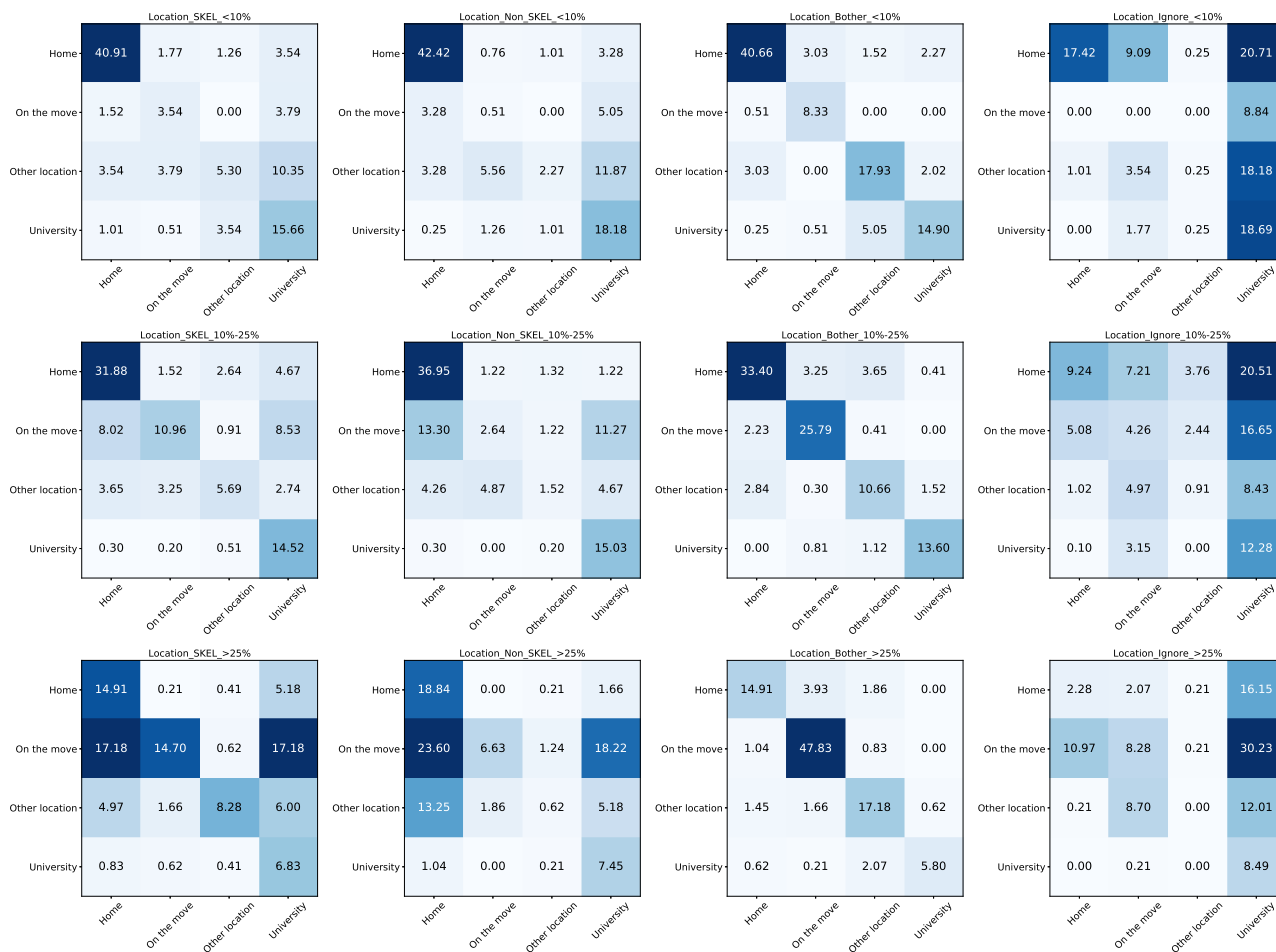 Location_SKEL_<10%
Home 40.91 1.77 1.26 3.54
On the move 1.52 3.54 0.00 3.79
Other location 3.54 3.79 5.30 10.35
University 1.01 0.51 3.54 15.66
Home On the move Other location University
Location_Non_SKEL_<10%
Home 42.42 0.76 1.01 3.28
On the move 3.28 0.51 0.00 5.05
Other location 3.28 5.56 2.27 11.87
University 0.25 1.26 1.01 18.18
Home On the move Other location University
Location_Bother_<10%
Home 40.66 3.03 1.52 2.27
On the move 0.51 8.33 0.00 0.00
Other location 3.03 0.00 17.93 2.02
University 0.25 0.51 5.05 14.90
Home On the move Other location University
Location_Ignore_<10%
Home 17.42 9.09 0.25 20.71
On the move 0.00 0.00 0.00 8.84
Other location 1.01 3.54 0.25 18.18
University 0.00 1.77 0.25 18.69
Home On the move Other location University
Location_SKEL_10%-25%
Home 31.88 1.52 2.64 4.67
On the move 8.02 10.96 0.91 8.53
Other location 3.65 3.25 5.69 2.74
University 0.30 0.20 0.51 14.52
Home On the move Other location University
Location_Non_SKEL_10%-25%
Home 36.95 1.22 1.32 1.22
On the move 13.30 2.64 1.22 11.27
Other location 4.26 4.87 1.52 4.67
University 0.30 0.00 0.20 15.03
Home On the move Other location University
Location_Bother_10%-25%
Home 33.40 3.25 3.65 0.41
On the move 2.23 25.79 0.41 0.00
Other location 2.84 0.30 10.66 1.52
University 0.00 0.81 1.12 13.60
Home On the move Other location University
Location_Ignore_10%-25%
Home 9.24 7.21 3.76 20.51
On the move 5.08 4.26 2.44 16.65
Other location 1.02 4.97 0.91 8.43
University 0.10 3.15 0.00 12.28
Home On the move Other location University
Location_SKEL_>25%
Home 14.91 0.21 0.41 5.18
On the move 17.18 14.70 0.62 17.18
Other location 4.97 1.66 8.28 6.00
University 0.83 0.62 0.41 6.83
Home On the move Other location University
Location_Non_SKEL_>25%
Home 18.84 0.00 0.21 1.66
On the move 23.60 6.63 1.24 18.22
Other location 13.25 1.86 0.62 5.18
University 1.04 0.00 0.21 7.45
Home On the move Other location University
Location_Bother_>25%
Home 14.91 3.93 1.86 0.00
On the move 1.04 47.83 0.83 0.00
Other location 1.45 1.66 17.18 0.62
University 0.62 0.21 2.07 5.80
Home On the move Other location University
Location_Ignore_>25%
Home 2.28 2.07 0.21 16.15
On the move 10.97 8.28 0.21 30.23
Other location 0.21 8.70 0.00 12.01
University 0.00 0.21 0.00 8.49
Home On the move Other location University